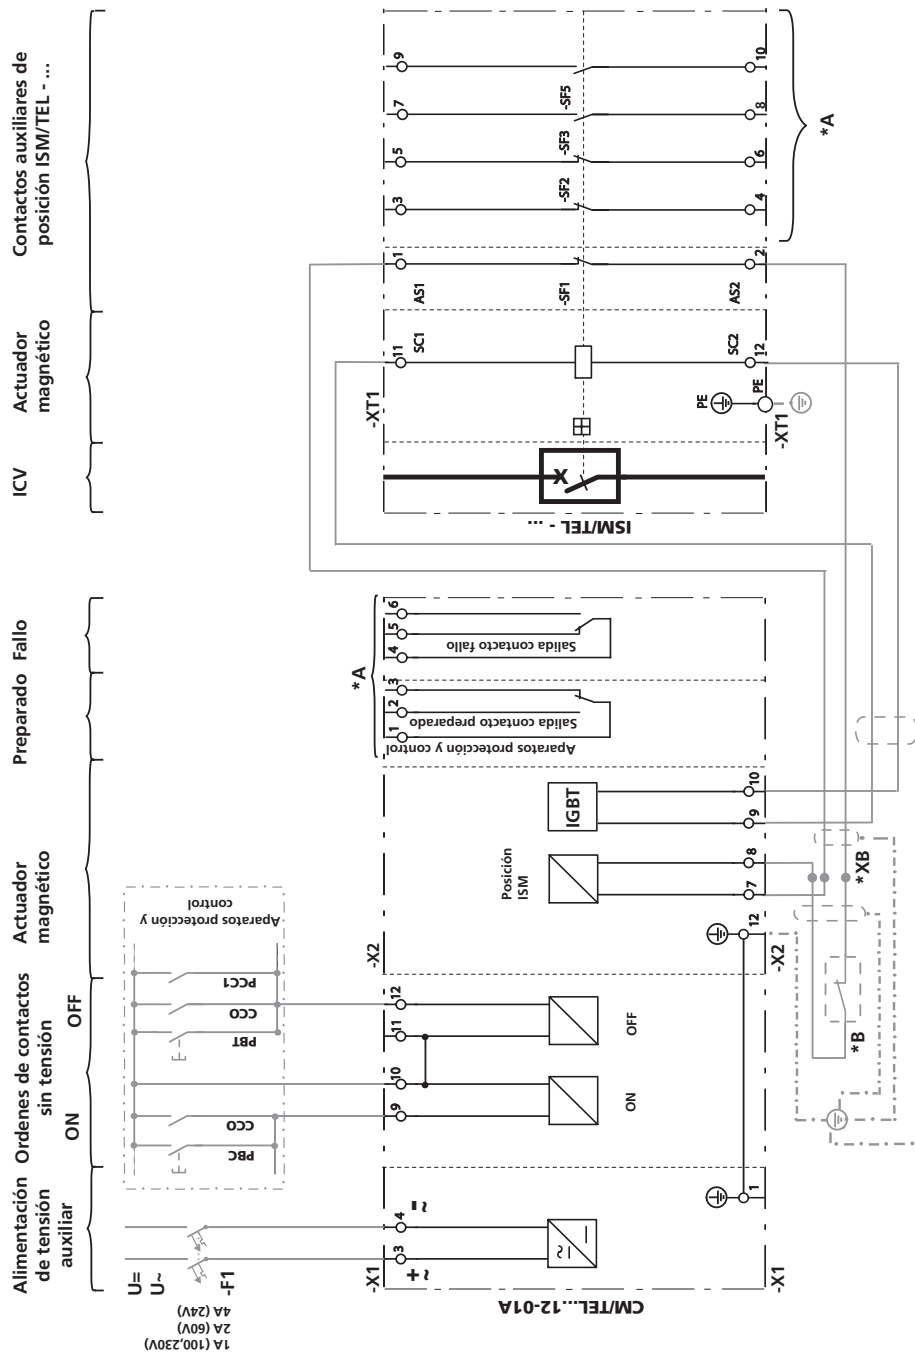 Alimentación
de tensión
auxiliar
Ordenes de contactos
sin tensión
ON
OFF
Actuador
magnético
Preparado
Fallo
ICV
Actuador
magnético
Contactos auxiliares de
posición ISM/TEL - ...
U=
U~
-F1
4A (24V)
2A (60V)
1A (100,230V)
PBC
CCO
PBT
CCO
PCC1
Aparatos protección y
control
-X1
3
4
+
~
-
~
9
10
11
12
-X2
*A
1
2
3
4
5
6
Aparatos protección y control
Salida contacto preparado
Salida contacto fallo
ON
OFF
Posición
ISM
IGBT
CM/TEL...12-01A
-X1
1
12
-X2
7
8
9
10
*B
*XB
ISM/TEL - ...
X
-XT1
11
SC1
1
AS1
3
5
7
9
-SF1
-SF2
-SF3
-SF5
PE
PE
-XT1
SC2
12
AS2
2
4
6
8
10
*A